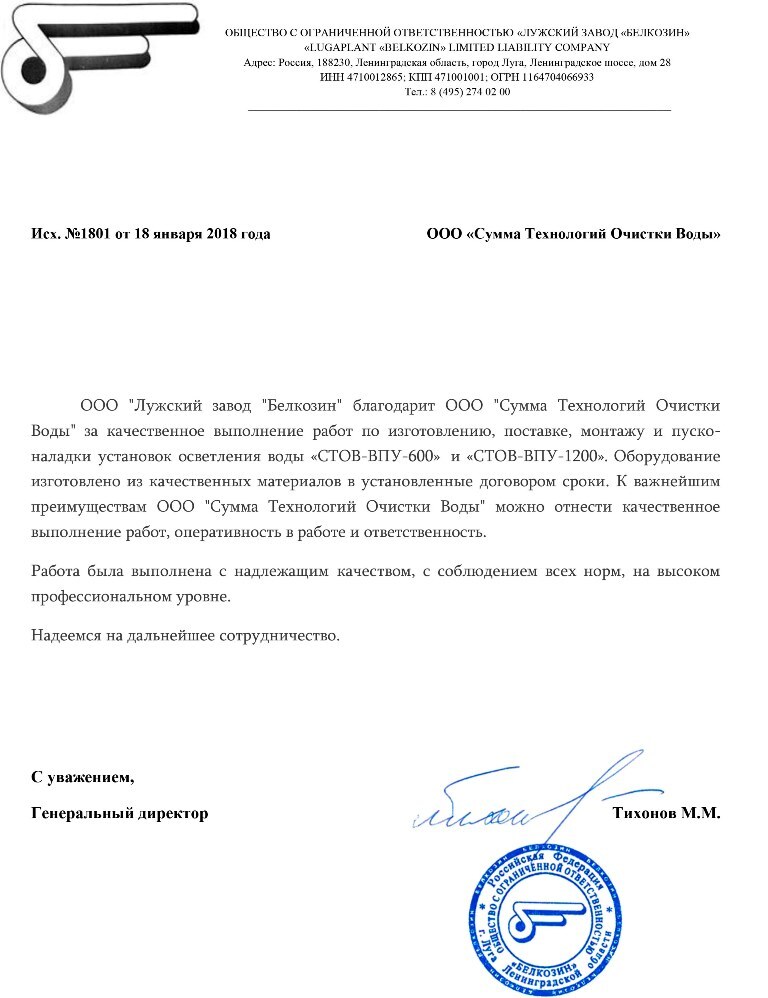 ОБЩЕСТВО С ОГРАНИЧЕННОЙ ОТВЕТСТВЕННОСТЬЮ «ЛУЖСКИЙ ЗАВОД «БЕЛКОЗИН»
«LUGAPLANT «BELKOZIN» LIMITED LIABILITY COMPANY
Адрес: Россия, 188230, Ленинградская область, город Луга, Ленинградское шоссе, дом 28
ИНН 4710012865; КПП 471001001; ОГРН 1164704066933
Тел.: 8 (495) 274 02 00
Исх. №1801 от 18 января 2018 года
ООО «Сумма Технологий Очистки Воды»
ООО "Лужский завод "Белкозин" благодарит ООО "Сумма Технологий Очистки
Воды" за качественное выполнение работ по изготовлению, поставке, монтажу и пуско-
наладки установок осветления воды «СТОВ-ВПУ-600» и «СТОВ-ВПУ-1200». Оборудование
изготовлено из качественных материалов в установленные договором сроки. К важнейшим
преимуществам ООО "Сумма Технологий Очистки Воды" можно отнести качественное
выполнение работ, оперативность в работе и ответственность.
Работа была выполнена с надлежащим качеством, с соблюдением всех норм, на высоком
профессиональном уровне.
Надеемся на дальнейшее сотрудничество.
С уважением,
Генеральный директор
Тихонов М.М.
Российская Федерация
ОБЩЕСТВО С ОГРАНИЧЕННОЙ ОТВЕТСТВЕННОСТЬЮ
«БЕЛКОЗИН»
г. Луга Ленинградской области